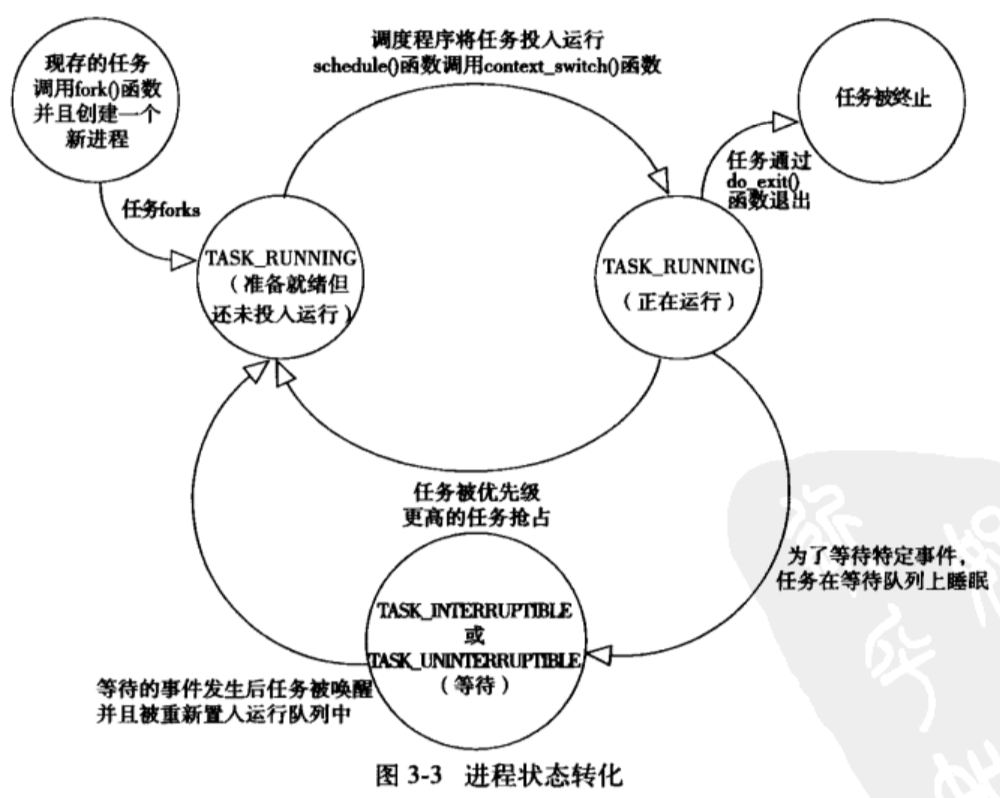 现存的任务
调用fork()函数
并且创建一个
新进程
调度程序将任务投入运行
schedule()函数调用context_switch()函数
任务被终止
任务通过
do_exit()
函数退出
任务forks
TASK_RUNNING
（准备就绪但
还未投入运行）
TASK_RUNNING
（正在运行）
任务被优先级
更高的任务抢占
为了等待特定事件，
任务在等待队列上睡眠
TASK_INTERRUPTIBLE
或
TASK_UNINTERRUPTIBLE
（等待）
等待的事件发生后任务被唤醒
并且被重新置入运行队列中
图 3-3 进程状态转化